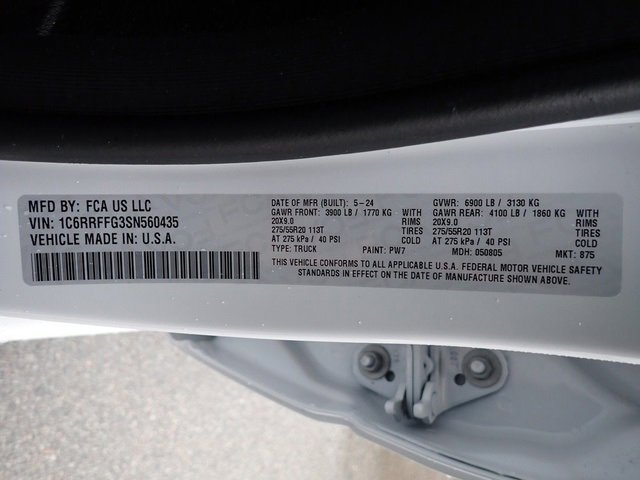 MFD BY: FCA US LLC
VIN: 1C6RRFFG3SN560435
VEHICLE MADE IN: U.S.A.
DATE OF MFR (BUILT): 5-24 GVWR: 6900 LB / 3130 KG
GAWR FRONT: 3900 LB / 1770 KG WITH GAWR REAR: 4100 LB / 1860 KG WITH
20X9.0 RIMS 20X9.0 RIMS
275/55R20 113T TIRES 275/55R20 113T TIRES
AT 275 kPa / 40 PSI COLD AT 275 kPa / 40 PSI COLD
TYPE: TRUCK PAINT: PW7 MDH: 050805 MKT: 875
THIS VEHICLE CONFORMS TO ALL APPLICABLE U.S.A. FEDERAL MOTOR VEHICLE SAFETY
STANDARDS IN EFFECT ON THE DATE OF MANUFACTURE SHOWN ABOVE.